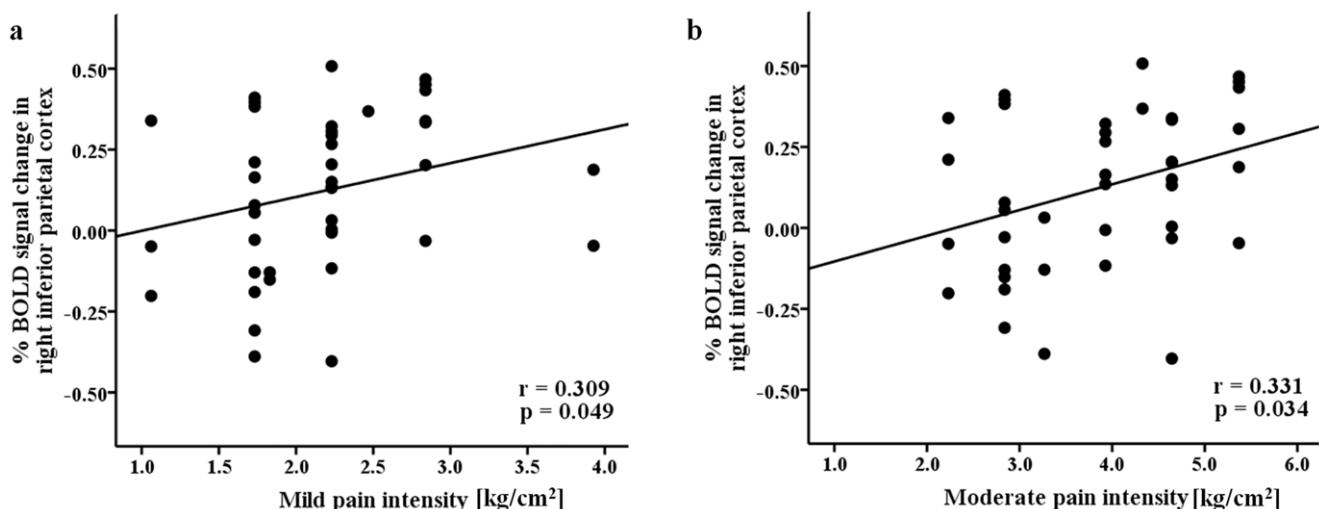 a
% BOLD signal change in
right inferior parietal cortex
0.50
0.25
0.00
-0.25
-0.50
r = 0.309
p = 0.049
1.0 1.5 2.0 2.5 3.0 3.5 4.0
Mild pain intensity [kg/cm²]
b
% BOLD signal change in
right inferior parietal cortex
0.50
0.25
0.00
-0.25
-0.50
r = 0.331
p = 0.034
1.0 2.0 3.0 4.0 5.0 6.0
Moderate pain intensity [kg/cm²]